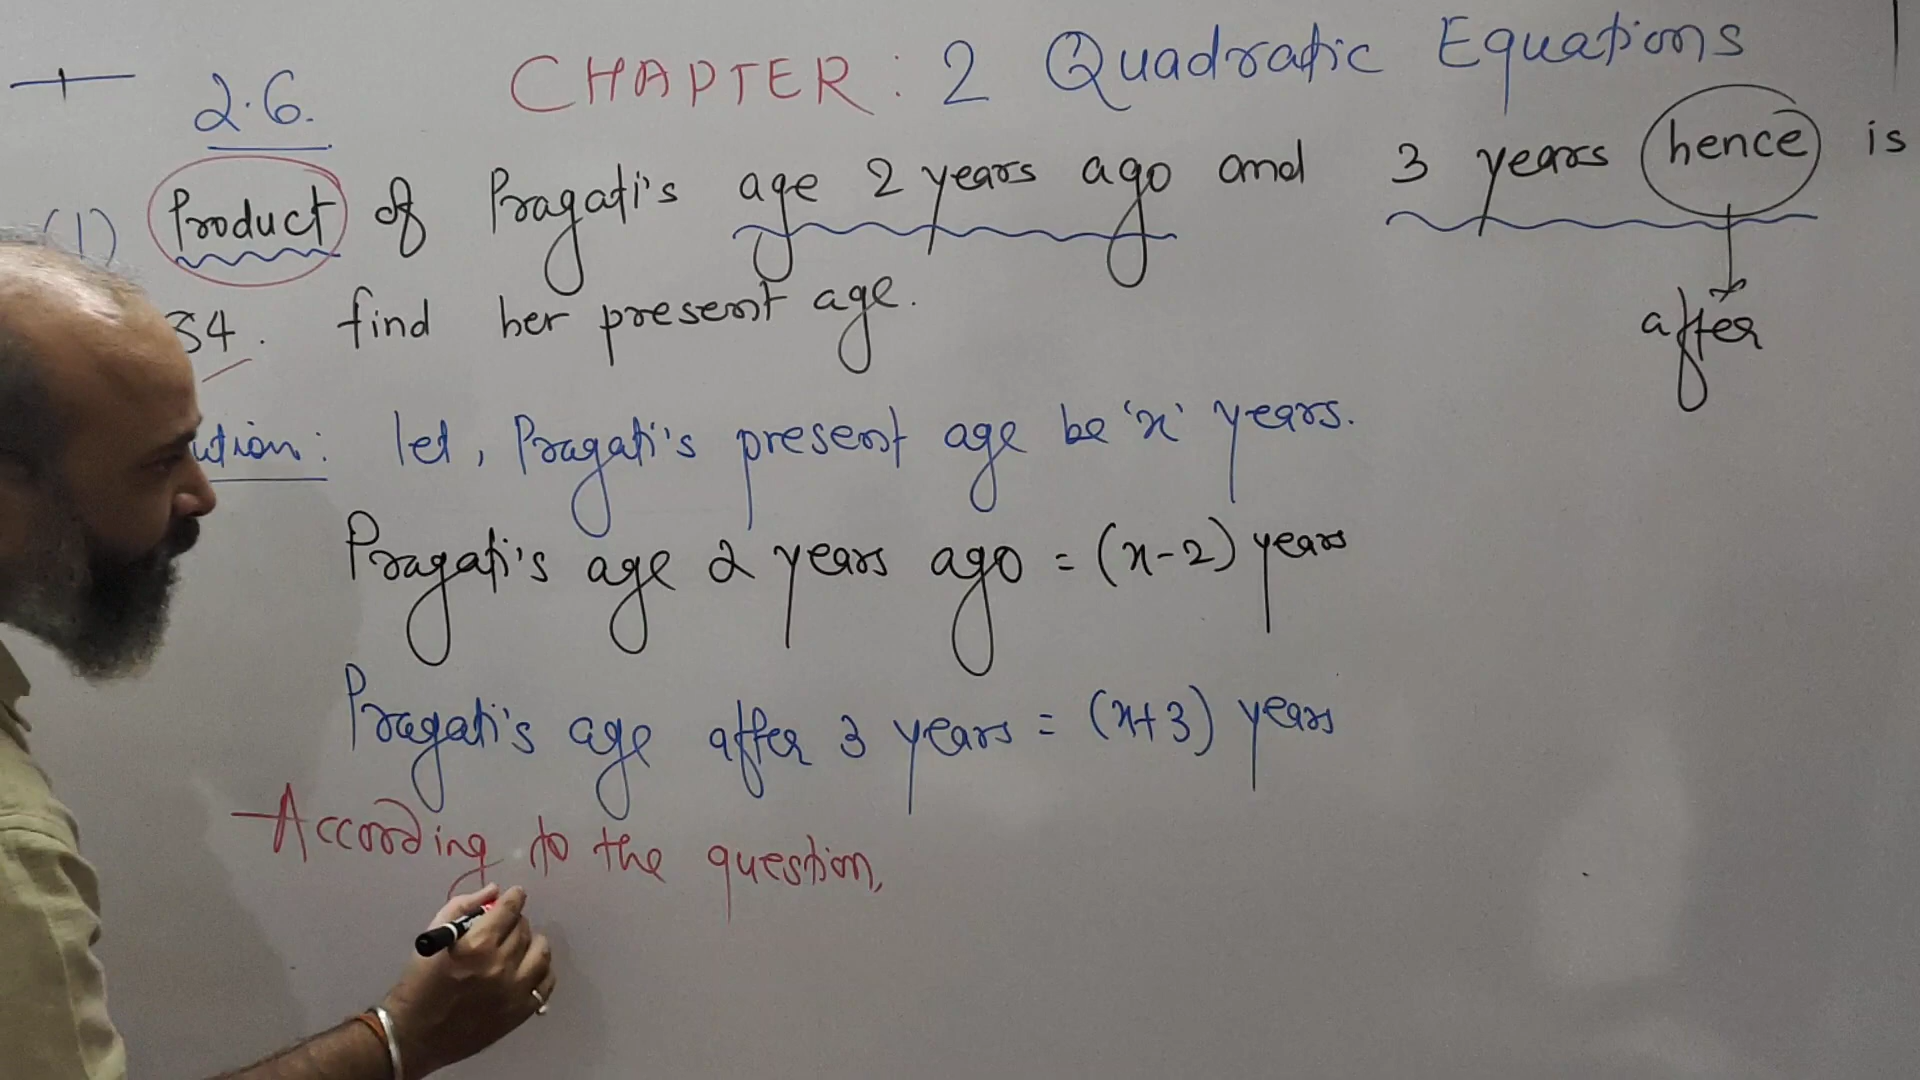 2.6. CHAPTER: 2 Quadratic Equations
(1) Product of Pragati's age 2 years ago and 3 years hence is
34. find her present age.
after
ution: let, Pragati's present age be 'x' years.
Pragati's age 2 years ago = (x-2) years
Pragati's age after 3 years = (x+3) years
According to the question,